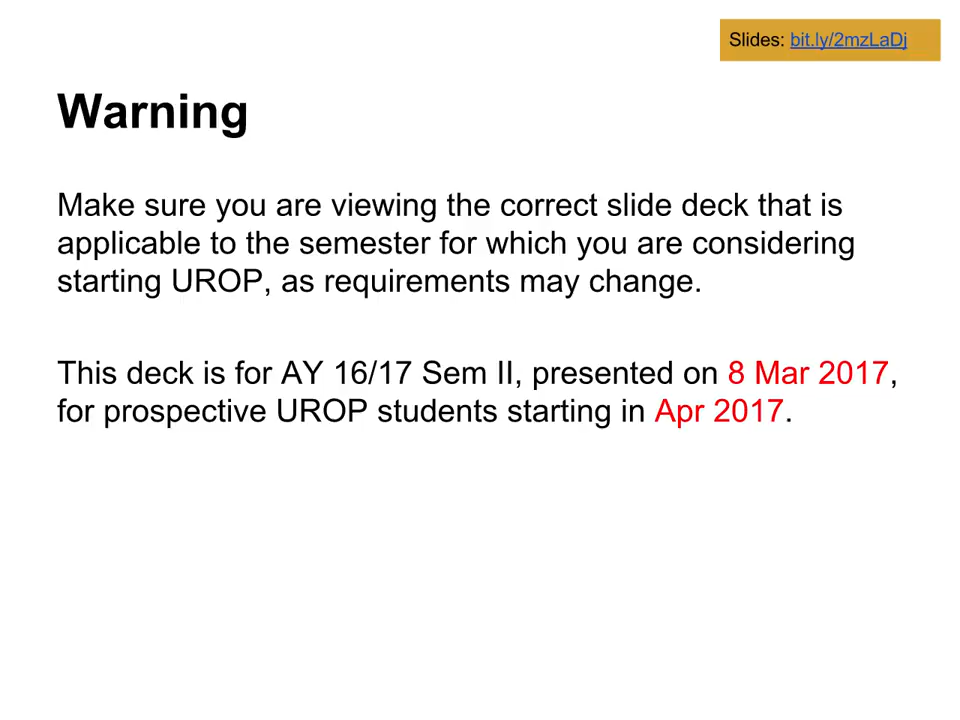 Slides: bit.ly/2mzLaDj
Warning
Make sure you are viewing the correct slide deck that is
applicable to the semester for which you are considering
starting UROP, as requirements may change.
This deck is for AY 16/17 Sem II, presented on 8 Mar 2017,
for prospective UROP students starting in Apr 2017.